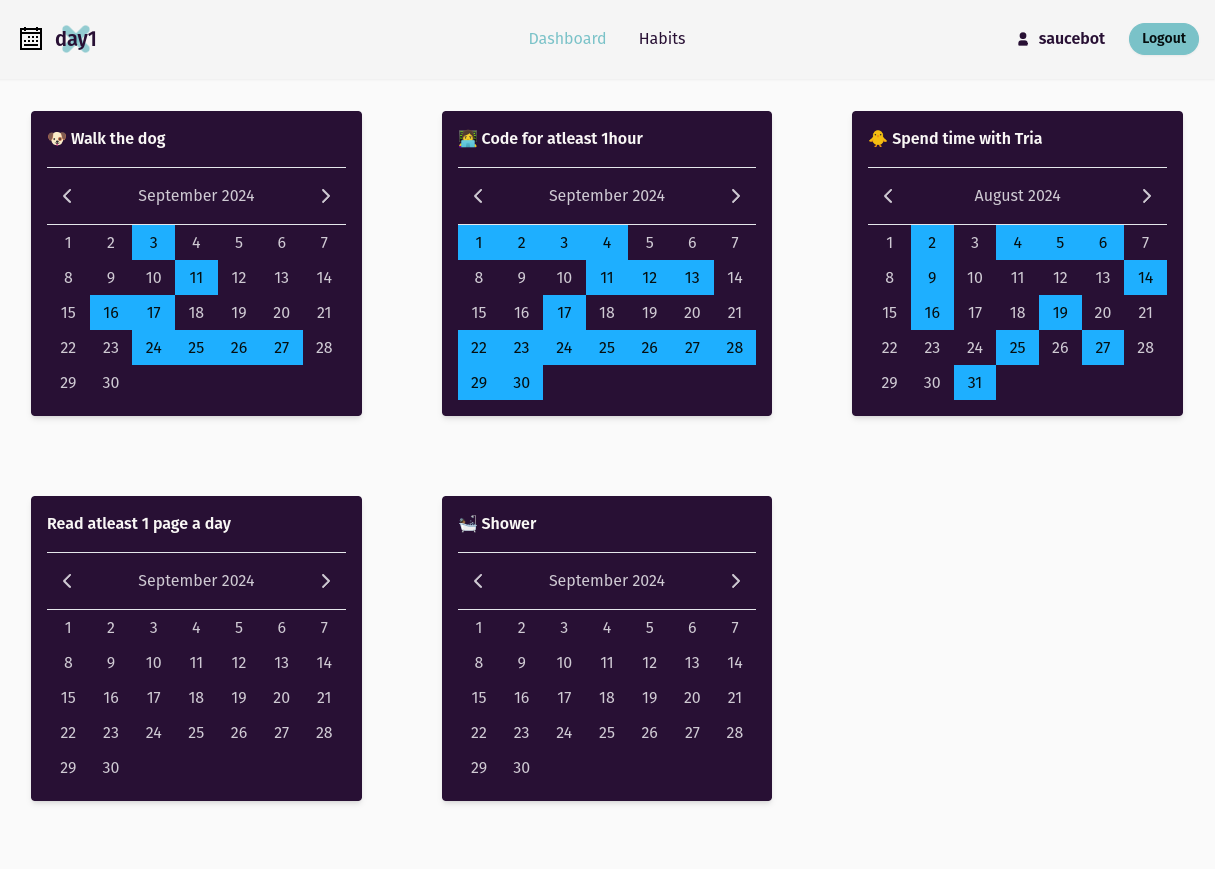 day1
Dashboard Habits
saucebot Logout
🐶 Walk the dog
September 2024
1 2 3 4 5 6 7
8 9 10 11 12 13 14
15 16 17 18 19 20 21
22 23 24 25 26 27 28
29 30
👩‍💻 Code for atleast 1hour
September 2024
1 2 3 4 5 6 7
8 9 10 11 12 13 14
15 16 17 18 19 20 21
22 23 24 25 26 27 28
29 30
🐥 Spend time with Tria
August 2024
1 2 3 4 5 6 7
8 9 10 11 12 13 14
15 16 17 18 19 20 21
22 23 24 25 26 27 28
29 30 31
Read atleast 1 page a day
September 2024
1 2 3 4 5 6 7
8 9 10 11 12 13 14
15 16 17 18 19 20 21
22 23 24 25 26 27 28
29 30
🛀 Shower
September 2024
1 2 3 4 5 6 7
8 9 10 11 12 13 14
15 16 17 18 19 20 21
22 23 24 25 26 27 28
29 30